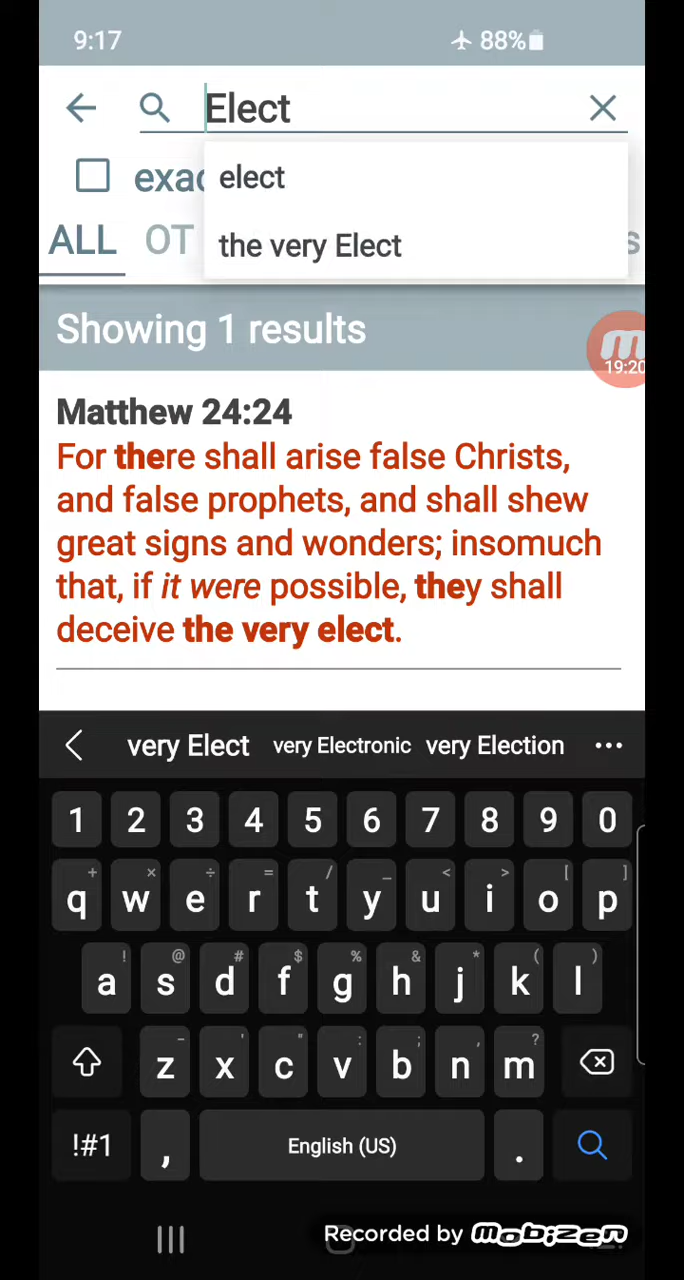 9:17 88%
Elect
exac elect
ALL OT the very Elect s
Showing 1 results
19:20
Matthew 24:24
For there shall arise false Christs,
and false prophets, and shall shew
great signs and wonders; insomuch
that, if it were possible, they shall
deceive the very elect.
very Elect very Electronic very Election ...
1 2 3 4 5 6 7 8 9 0
+ × ÷ = / _ < > [ ]
q w e r t y u i o p
! @ # $ % & * ( )
a s d f g h j k l
- ' " : ; , ?
z x c v b n m
!#1 , English (US) .
Recorded by mobizen